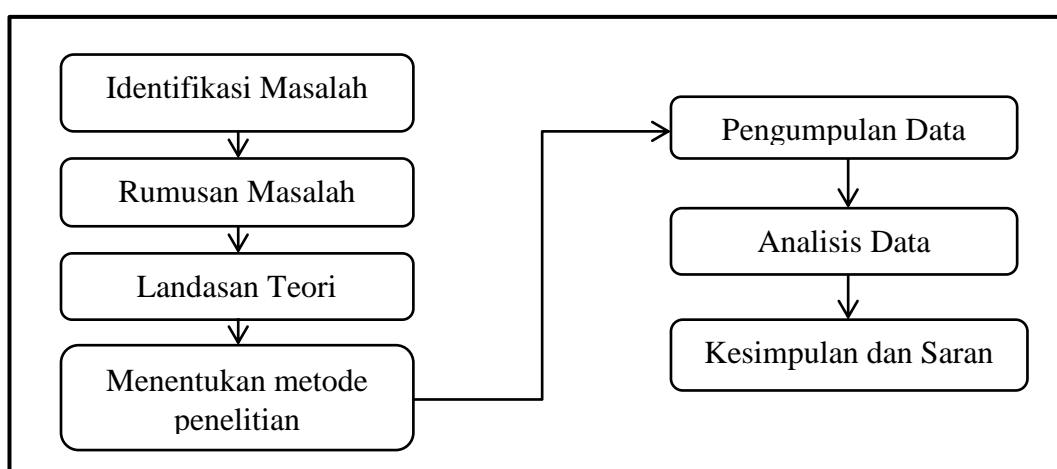 Identifikasi Masalah
Rumusan Masalah
Landasan Teori
Menentukan metode
penelitian
Pengumpulan Data
Analisis Data
Kesimpulan dan Saran